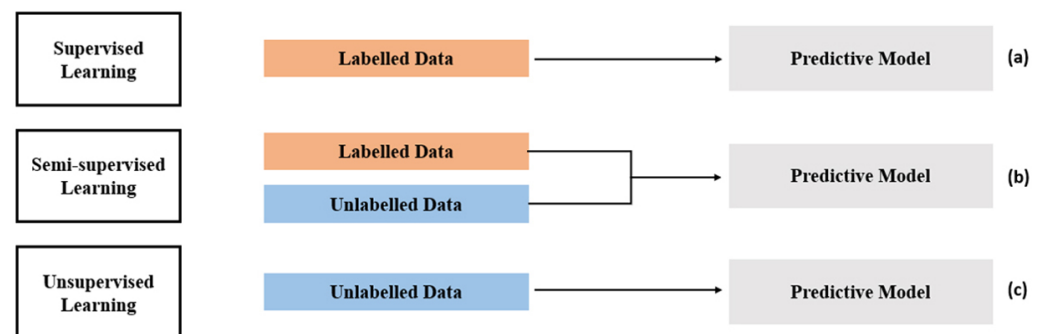 Supervised
Learning
Labelled Data
Predictive Model
(a)
Semi-supervised
Learning
Labelled Data
Unlabelled Data
Predictive Model
(b)
Unsupervised
Learning
Unlabelled Data
Predictive Model
(c)